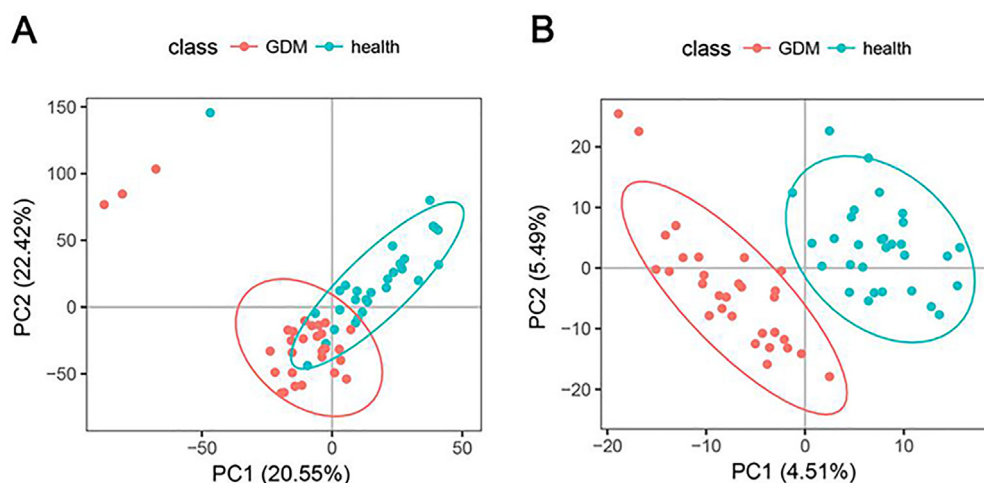 A
class GDM health
150
100
50
0
−50
−50 0 50
PC2 (22.42%)
PC1 (20.55%)
B
class GDM health
20
10
0
−10
−20
−20 −10 0 10
PC2 (5.49%)
PC1 (4.51%)